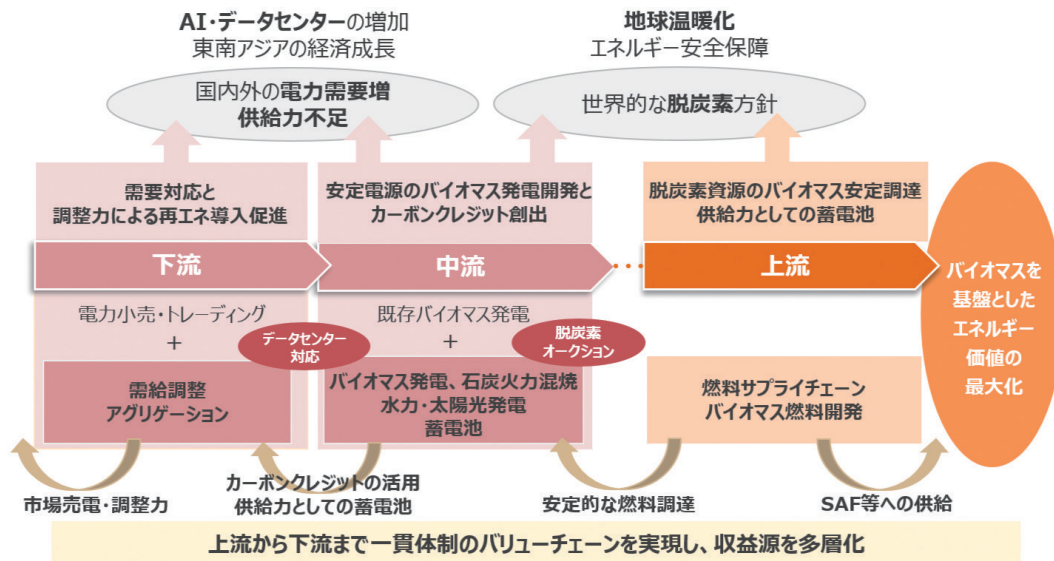 AI・データセンターの増加
東南アジアの経済成長
国内外の電力需要増
供給力不足
地球温暖化
エネルギー安全保障
世界的な脱炭素方針
需要対応と
調整力による再エネ導入促進
安定電源のバイオマス発電開発と
カーボンクレジット創出
脱炭素資源のバイオマス安定調達
供給力としての蓄電池
下流
中流
上流
バイオマスを
基盤とした
エネルギー
価値の
最大化
電力小売・トレーディング
+
需給調整
アグリゲーション
データセンター
対応
既存バイオマス発電
+
バイオマス発電、石炭火力混焼
水力・太陽光発電
蓄電池
脱炭素
オークション
燃料サプライチェーン
バイオマス燃料開発
市場売電・調整力
カーボンクレジットの活用
供給力としての蓄電池
安定的な燃料調達
SAF等への供給
上流から下流まで一貫体制のバリューチェーンを実現し、収益源を多層化